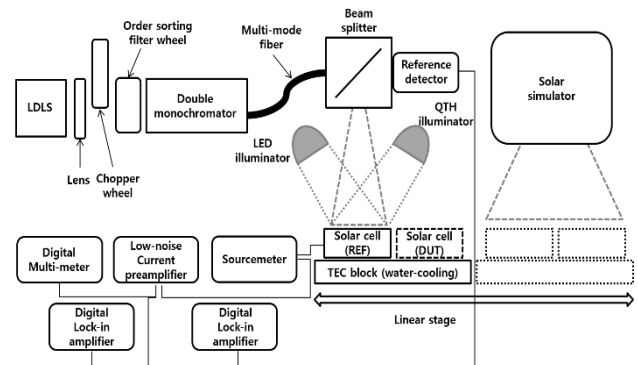 Beam
splitter
Order sorting
filter wheel
Multi-mode
fiber
Reference
detector
Solar
simulator
LDLS
Double
monochromator
QTH
illuminator
LED
illuminator
Lens
Chopper
wheel
Digital
Multi-meter
Low-noise
Current
preamplifier
Sourcemeter
Solar cell
(REF)
Solar cell
(DUT)
TEC block (water-cooling)
Linear stage
Digital
Lock-in
amplifier
Digital
Lock-in
amplifier